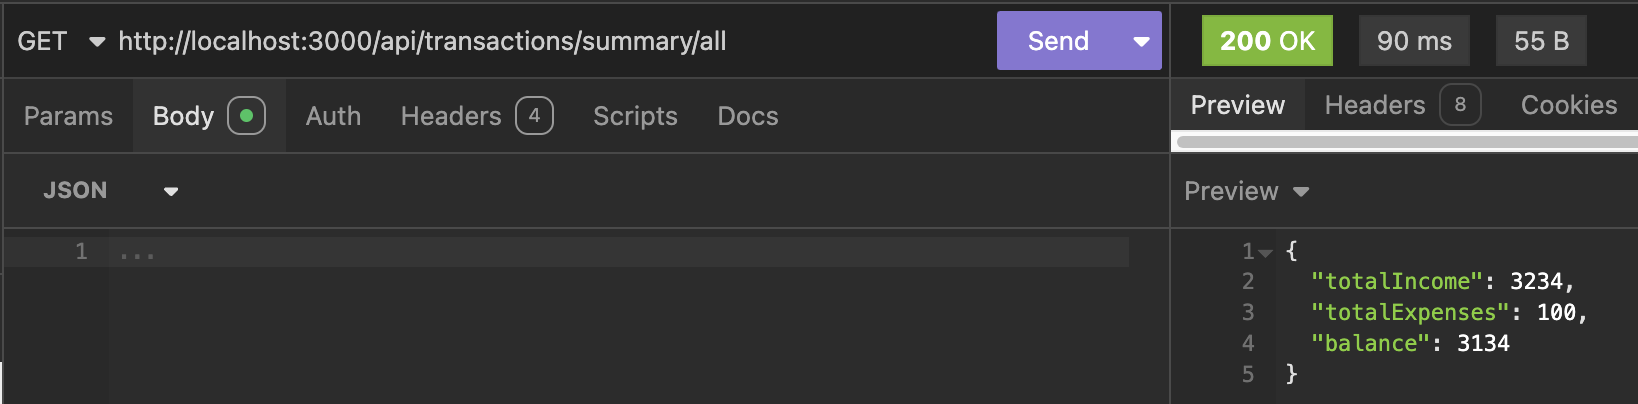 GET http://localhost:3000/api/transactions/summary/all Send
200 OK 90 ms 55 B
Params Body Auth Headers 4 Scripts Docs
Preview Headers 8 Cookies
JSON
Preview
1 ...
1 {
2 "totalIncome": 3234,
3 "totalExpenses": 100,
4 "balance": 3134
5 }